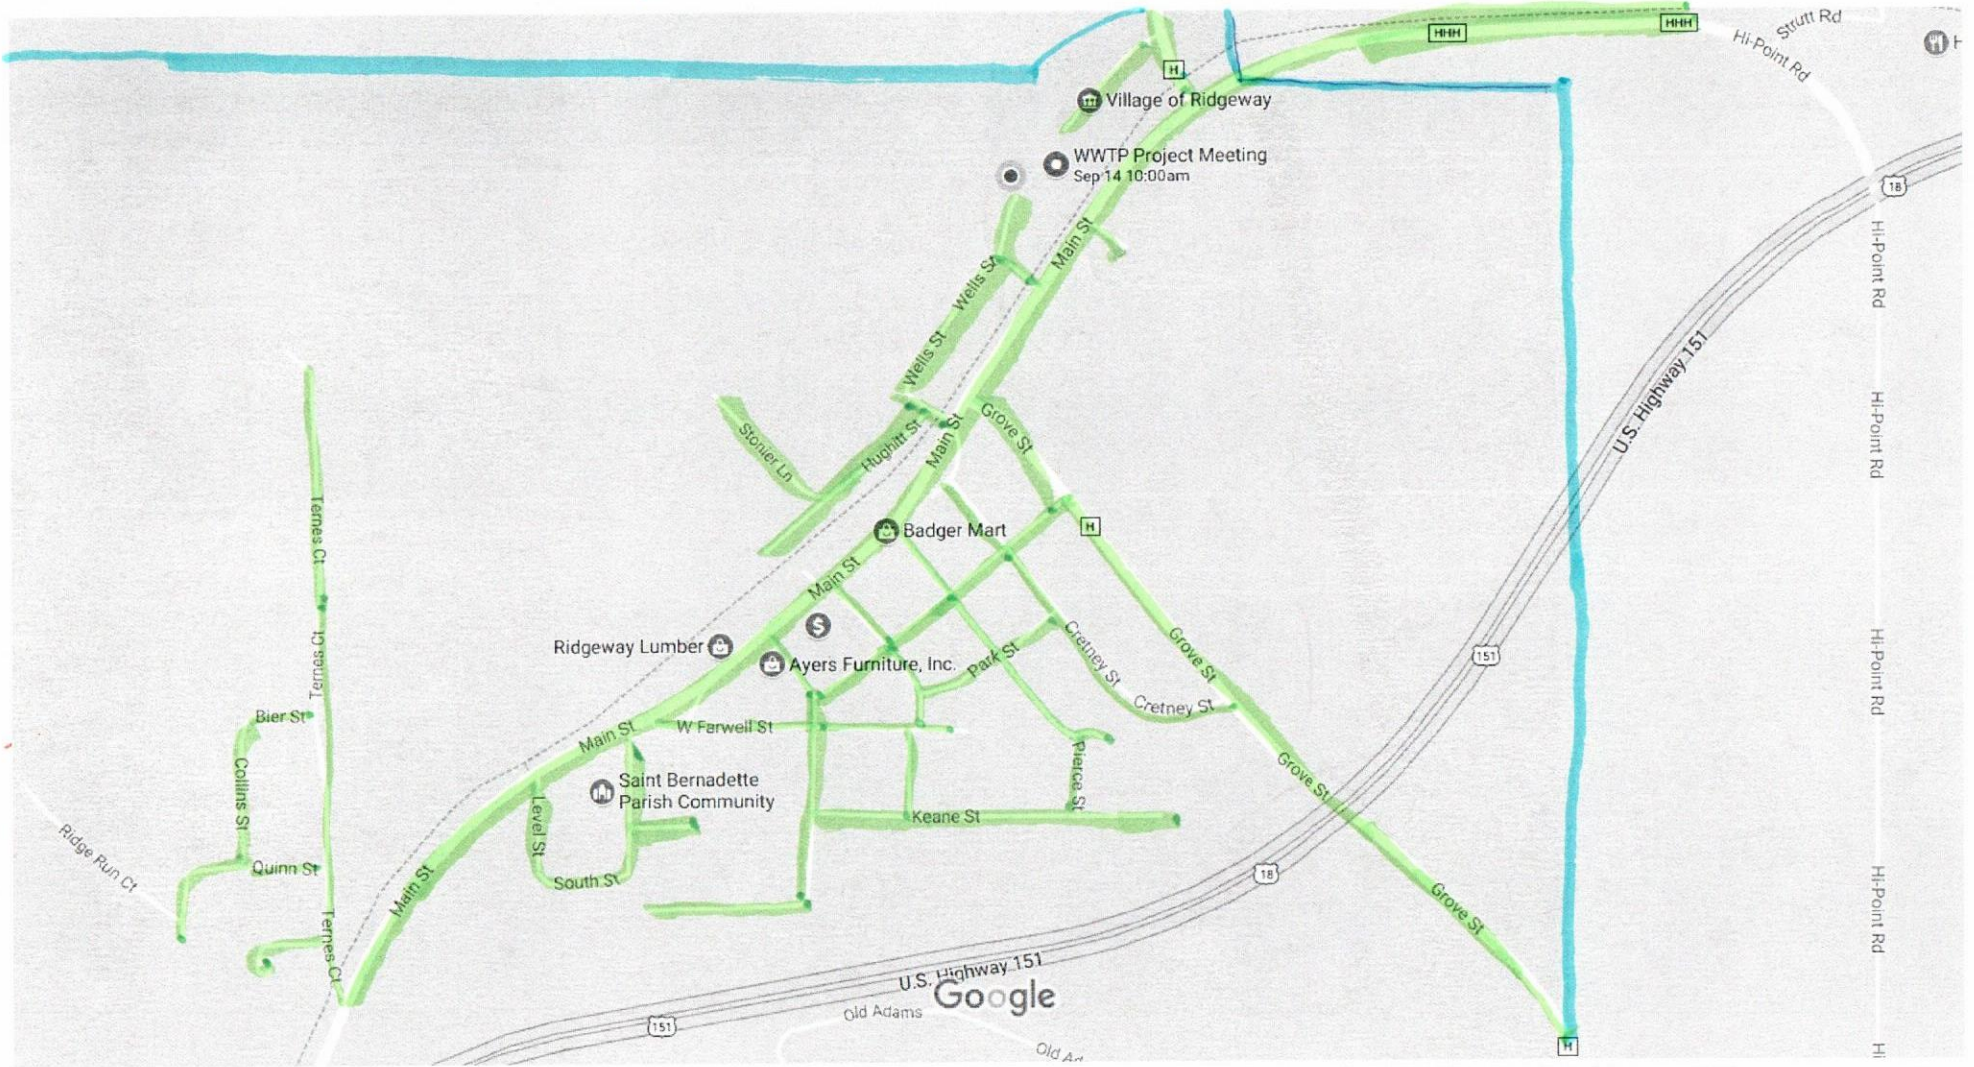 HHH
HHH
Strutt Rd
Hi-Point Rd
H
H
Village of Ridgeway
WWTP Project Meeting
Sep 14 10:00am
18
Main St
Hi-Point Rd
Wells St
Wells St
U.S. Highway 151
Grove St
Main St
Hughitt St
Stonier Ln
Hi-Point Rd
Ternes Ct
Badger Mart
H
Main St
Ridgeway Lumber
$
Ayers Furniture, Inc.
Park St
Cretney St
Grove St
151
Ternes Ct
Hi-Point Rd
Bier St
Main St
W Farwell St
Cretney St
Collins St
Saint Bernadette
Parish Community
Pierce St
Grove St
Level St
Keane St
Ridge Run Ct
Quinn St
South St
Main St
18
Grove St
Hi-Point Rd
Ternes Ct
U.S. Highway 151
Google
Old Adams
151
H
Hi